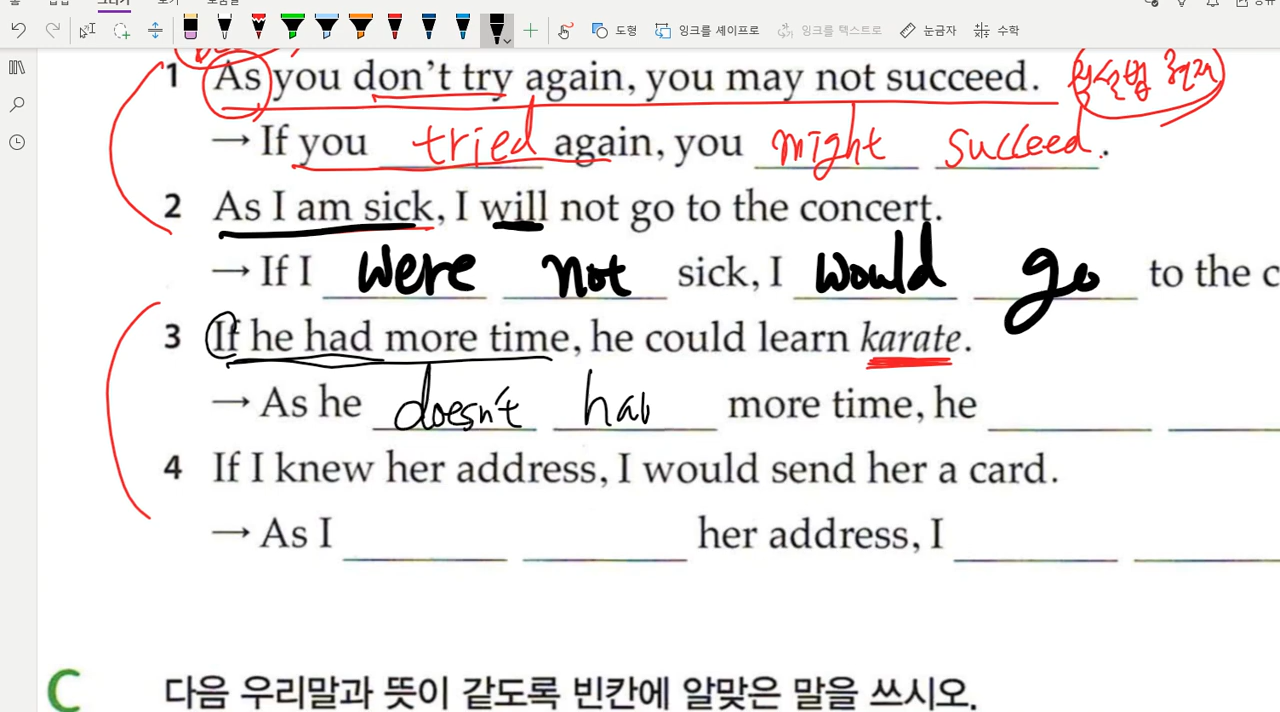 도형 잉크를 셰이프로 잉크를 텍스트로 눈금자 수학
1 As you don't try again, you may not succeed.
→ If you tried again, you might succeed.
2 As I am sick, I will not go to the concert.
→ If I were not sick, I would go to the c
3 If he had more time, he could learn karate.
→ As he doesn't hav more time, he
4 If I knew her address, I would send her a card.
→ As I her address, I
C 다음 우리말과 뜻이 같도록 빈칸에 알맞은 말을 쓰시오.